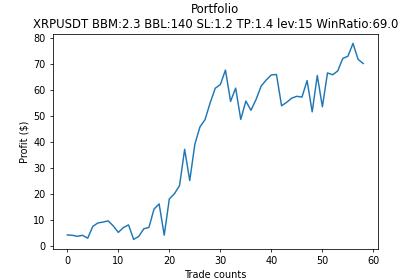 Portfolio
XRPUSDT BBM:2.3 BBL:140 SL:1.2 TP:1.4 lev:15 WinRatio:69.0
80
70
60
50
40
30
20
10
0
Profit ($)
0 10 20 30 40 50 60
Trade counts